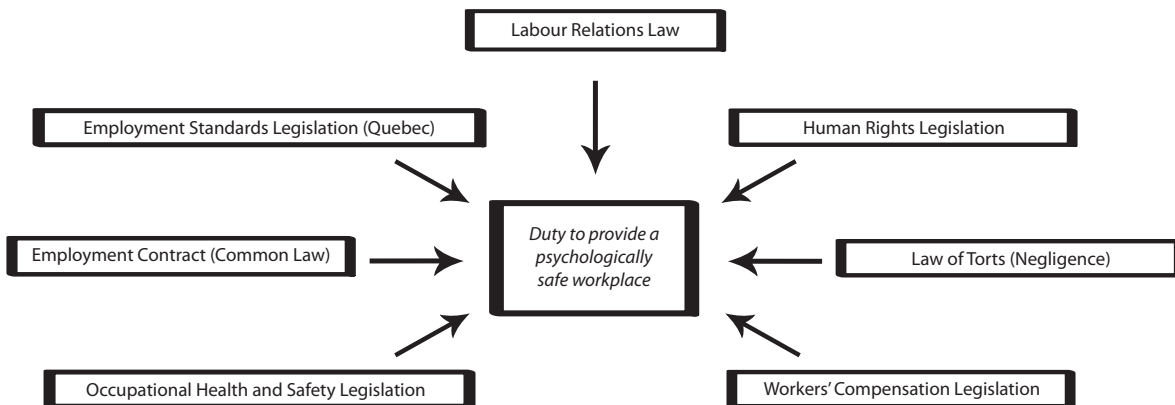 Labour Relations Law
Employment Standards Legislation (Quebec)
Human Rights Legislation
Duty to provide a
psychologically
safe workplace
Employment Contract (Common Law)
Law of Torts (Negligence)
Occupational Health and Safety Legislation
Workers’ Compensation Legislation